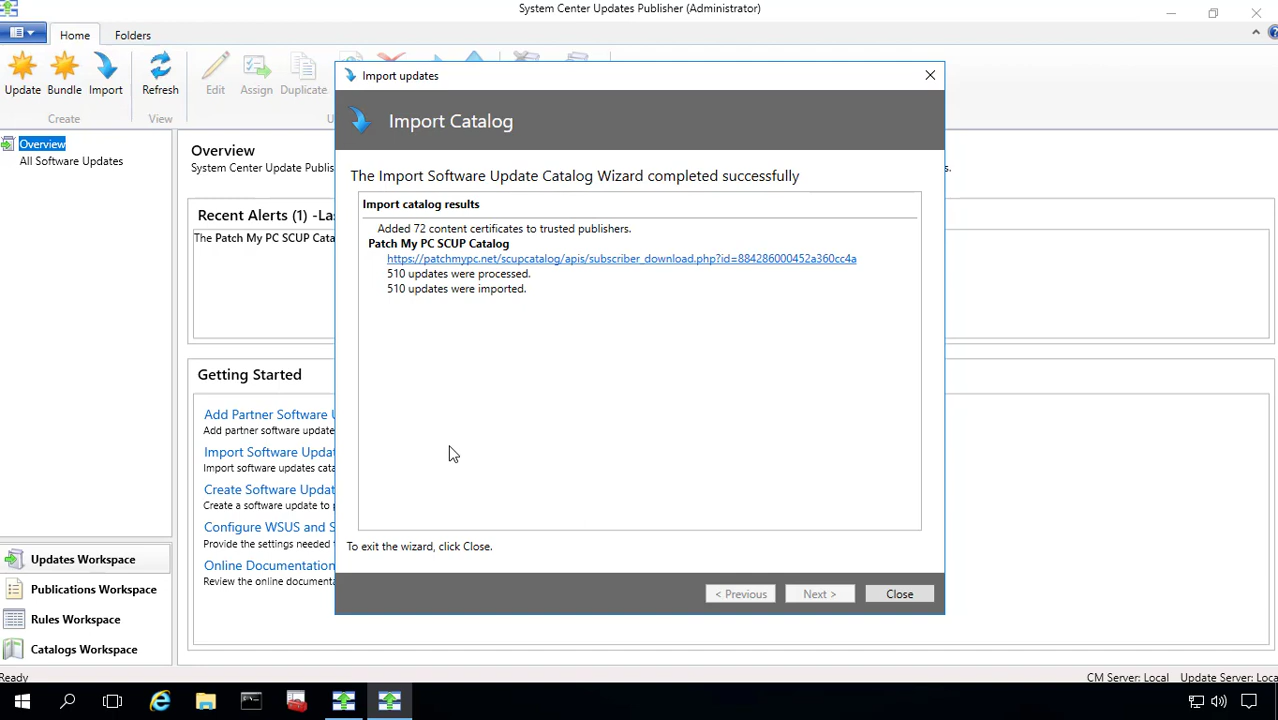 System Center Updates Publisher (Administrator)
Home
Folders
Update
Bundle
Import
Refresh
Edit
Assign
Duplicate
Create
View
Import updates
Import Catalog
Overview
All Software Updates
Overview
System Center Update Publis
Recent Alerts (1) -La
The Patch My PC SCUP Cata
The Import Software Update Catalog Wizard completed successfully
Import catalog results
Added 72 content certificates to trusted publishers.
Patch My PC SCUP Catalog
https://patchmypc.net/scupcatalog/apis/subscriber_download.php?id=884286000452a360cc4a
510 updates were processed.
510 updates were imported.
Getting Started
Add Partner Software U
Add partner software update
Import Software Updat
Import software updates cata
Create Software Updat
Create a software update to p
Configure WSUS and S
Provide the settings needed
Online Documentation
Review the online documenta
To exit the wizard, click Close.
< Previous
Next >
Close
Updates Workspace
Publications Workspace
Rules Workspace
Catalogs Workspace
Ready
CM Server: Local
Update Server: Loca